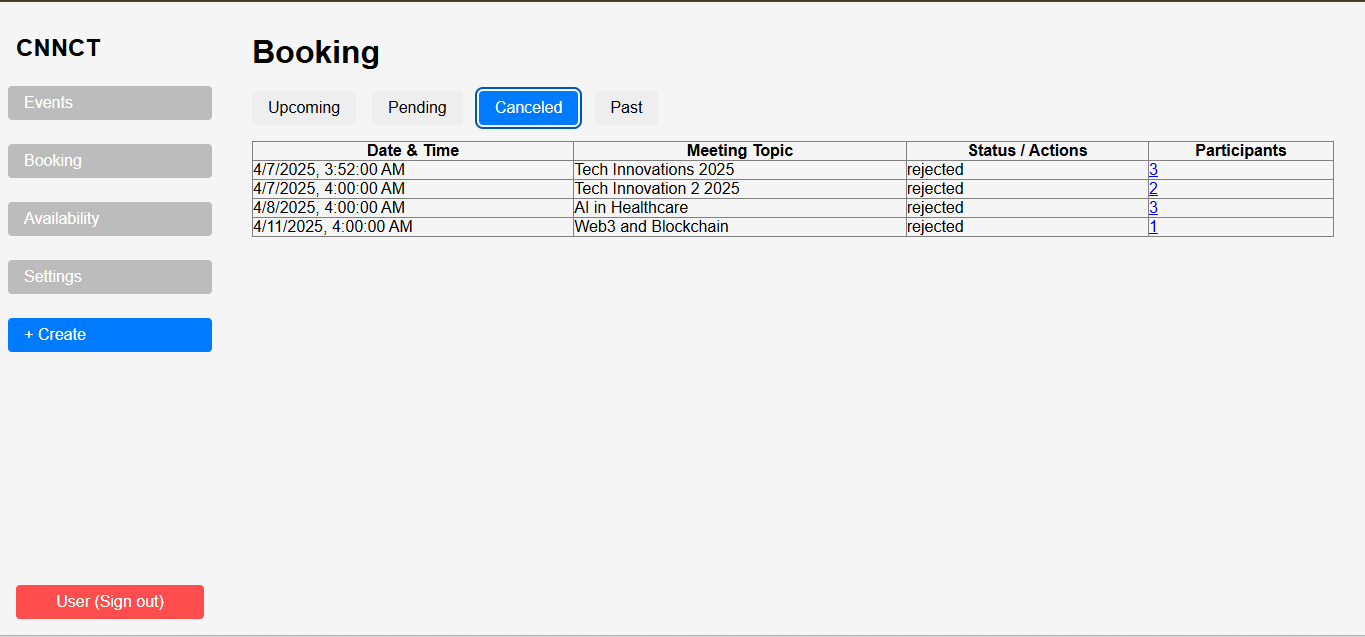 CNNCT
Events
Booking
Availability
Settings
+ Create
User (Sign out)
Booking
Upcoming Pending Canceled Past
Date & Time Meeting Topic Status / Actions Participants
4/7/2025, 3:52:00 AM Tech Innovations 2025 rejected 3
4/7/2025, 4:00:00 AM Tech Innovation 2 2025 rejected 2
4/8/2025, 4:00:00 AM AI in Healthcare rejected 3
4/11/2025, 4:00:00 AM Web3 and Blockchain rejected 1